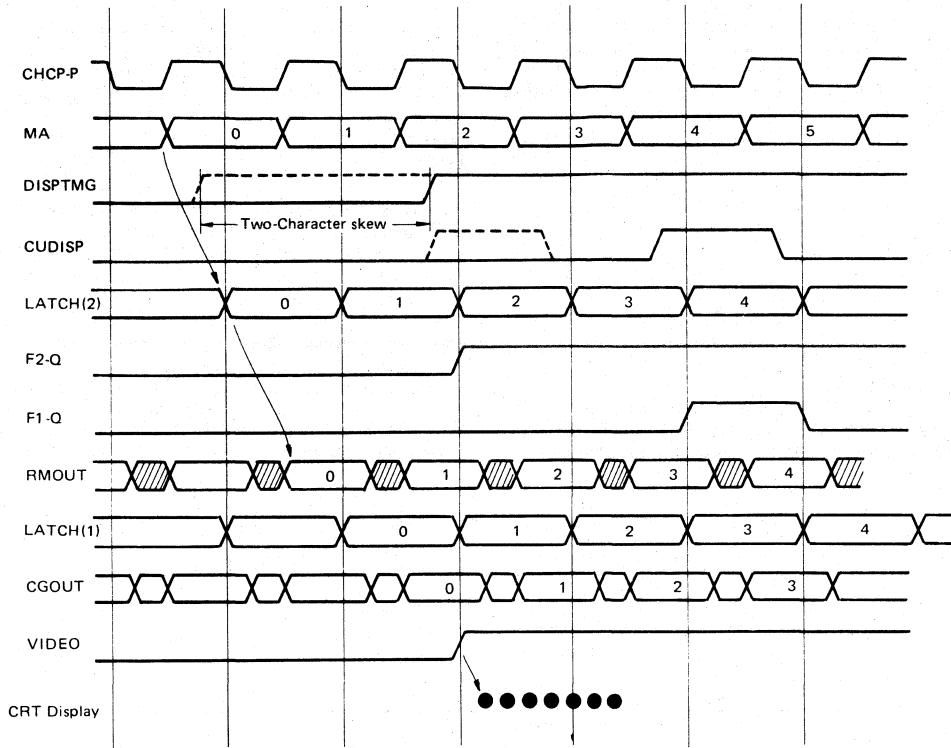 CHCP-P
MA 0 1 2 3 4 5
DISPTMG
Two-Character skew
CUDISP
LATCH(2) 0 1 2 3 4
F2-Q
F1-Q
RMOUT 0 1 2 3 4
LATCH(1) 0 1 2 3 4
CGOUT 0 1 2 3
VIDEO
CRT Display